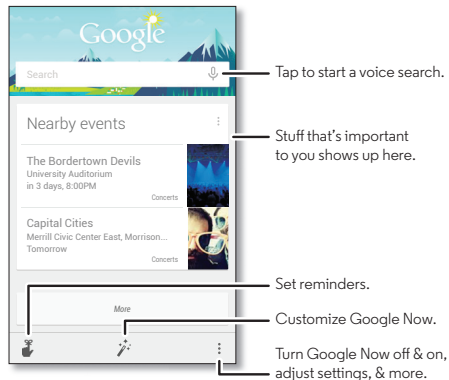 Google
Search
Tap to start a voice search.
Nearby events
Stuff that's important
to you shows up here.
The Bordertown Devils
University Auditorium
in 3 days, 8:00PM
Concerts
Capital Cities
Merrill Civic Center East, Morrison...
Tomorrow
Concerts
Set reminders.
More
Customize Google Now.
Turn Google Now off & on,
adjust settings, & more.